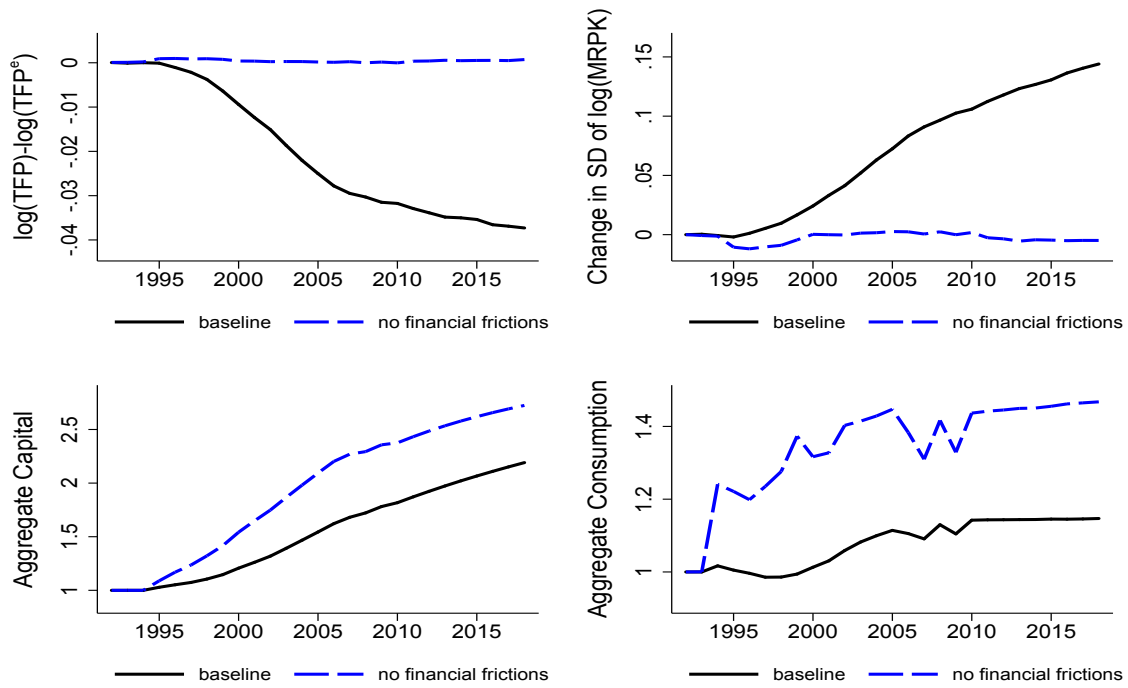 log(TFP)-log(TFPᵉ)
0
-.01
-.02
-.03
-.04
1995 2000 2005 2010 2015
baseline no financial frictions
Change in SD of log(MRPK)
.15
.1
.05
0
1995 2000 2005 2010 2015
baseline no financial frictions
Aggregate Capital
2.5
2
1.5
1
1995 2000 2005 2010 2015
baseline no financial frictions
Aggregate Consumption
1.4
1.2
1
1995 2000 2005 2010 2015
baseline no financial frictions